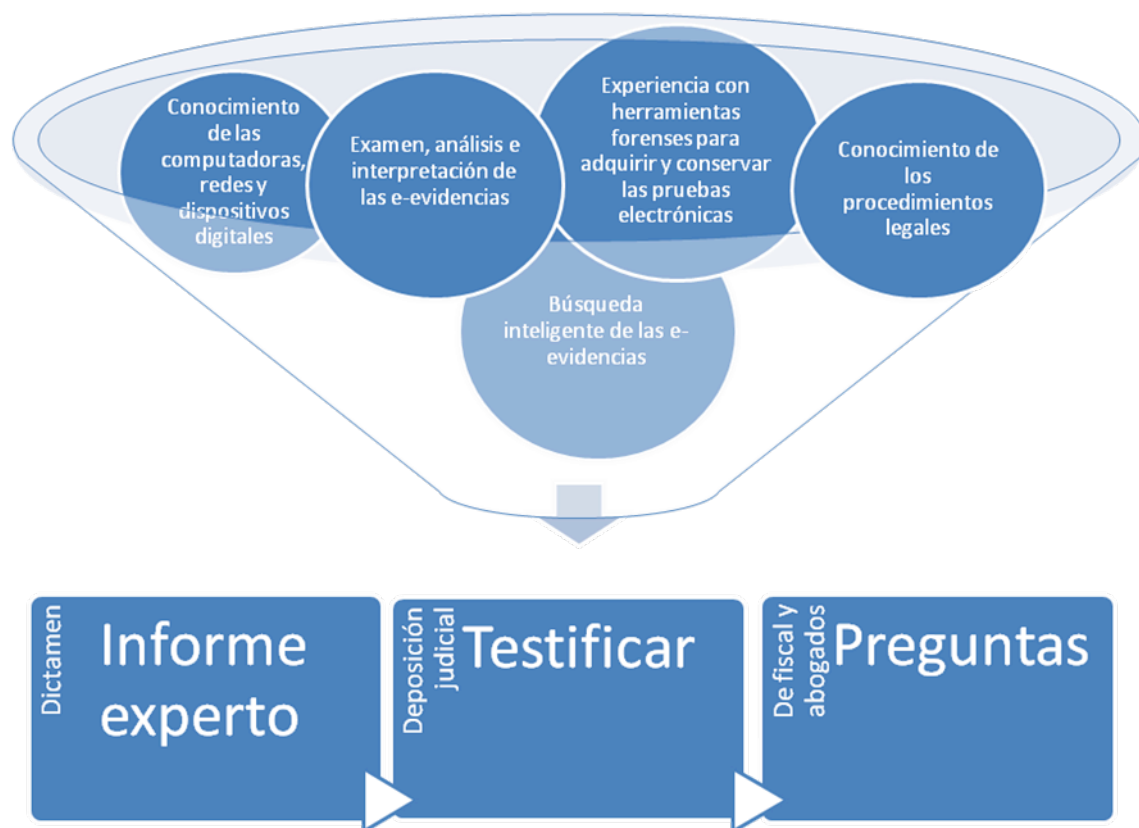 Conocimiento
de las
computadoras,
redes y
dispositivos
digitales
Examen, análisis e
interpretación de
las e-evidencias
Experiencia con
herramientas
forenses para
adquirir y conservar
las pruebas
electrónicas
Conocimiento de
los
procedimientos
legales
Búsqueda
inteligente de las e-
evidencias
Dictamen
Informe
experto
Deposición
judicial
Testificar
De fiscal y
abogados
Preguntas